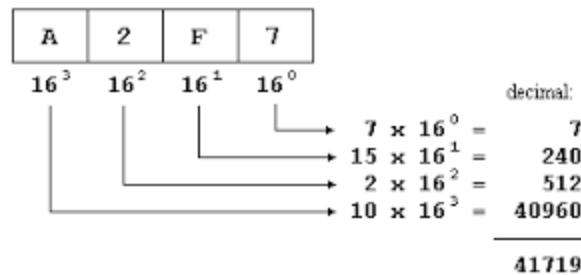 A 2 F 7
16³ 16² 16¹ 16⁰
decimal:
7 x 16⁰ = 7
15 x 16¹ = 240
2 x 16² = 512
10 x 16³ = 40960
41719